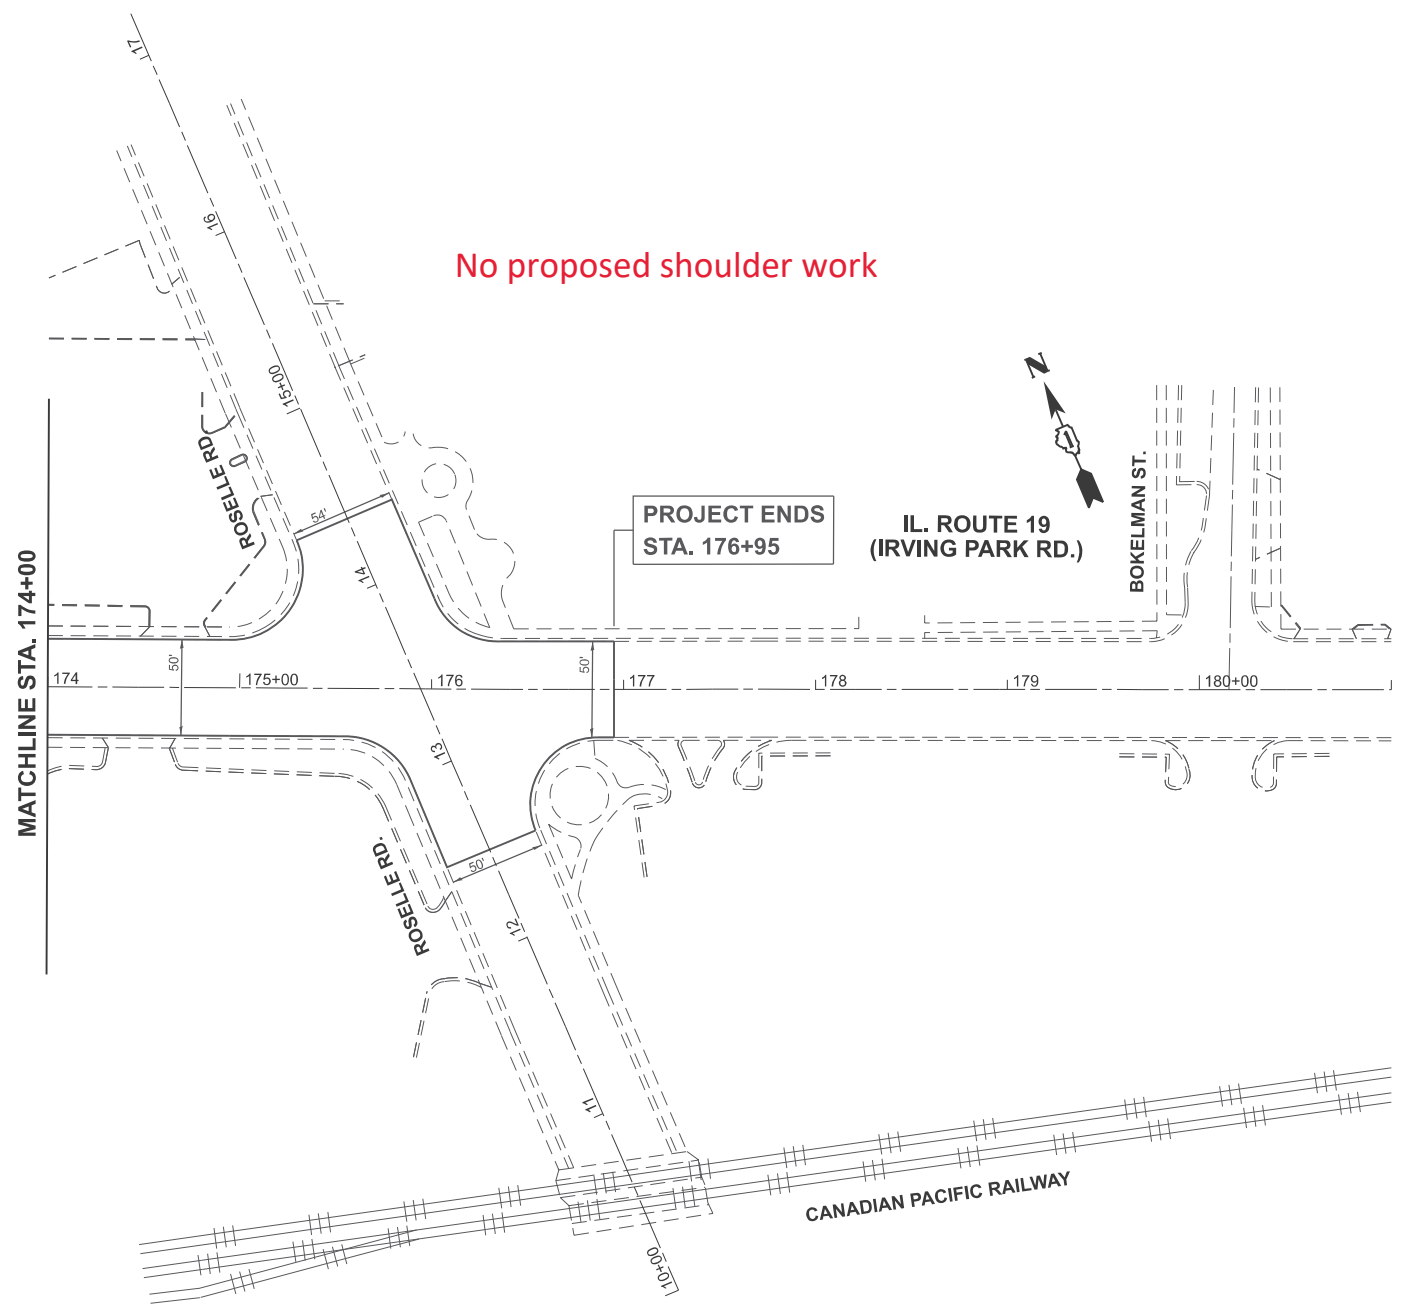 17
16
No proposed shoulder work
15+00
N
ROSELLE RD.
54'
PROJECT ENDS
STA. 176+95
IL. ROUTE 19
(IRVING PARK RD.)
BOKELMAN ST.
14
MATCHLINE STA. 174+00
50'
50'
174
175+00
176
177
178
179
180+00
13
ROSELLE RD.
50'
12
11
CANADIAN PACIFIC RAILWAY
10+00